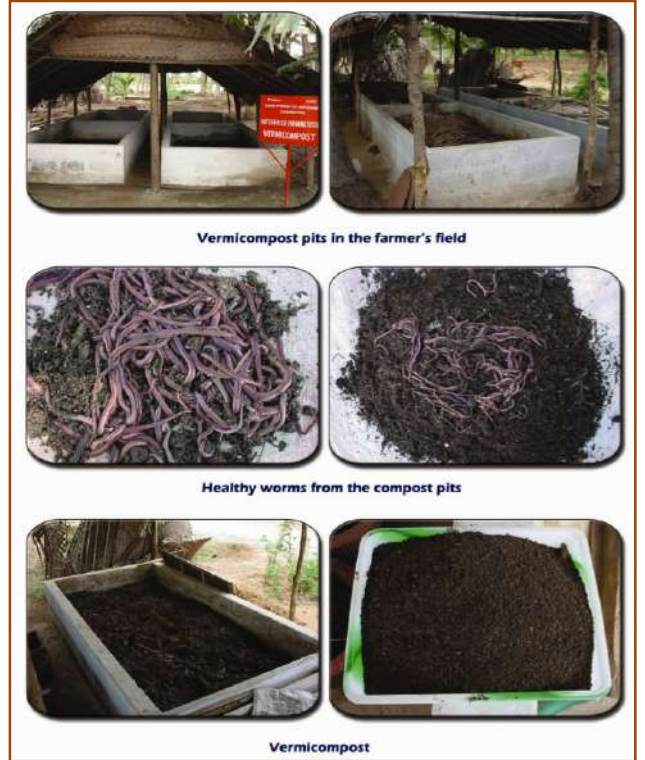 VERMICOMPOST
Vermicompost pits in the farmer's field
Healthy worms from the compost pits
Vermicompost